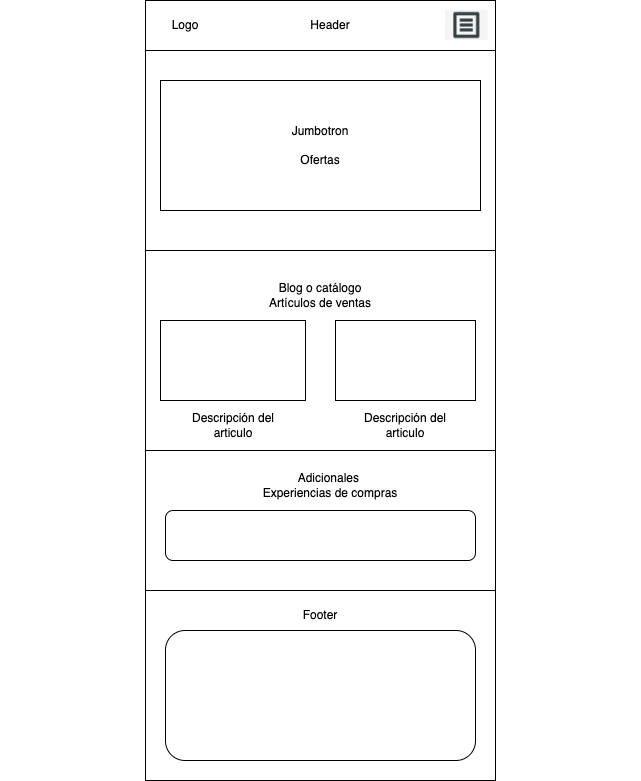 Logo
Header
Jumbotron
Ofertas
Blog o catálogo
Artículos de ventas
Descripción del
articulo
Descripción del
articulo
Adicionales
Experiencias de compras
Footer